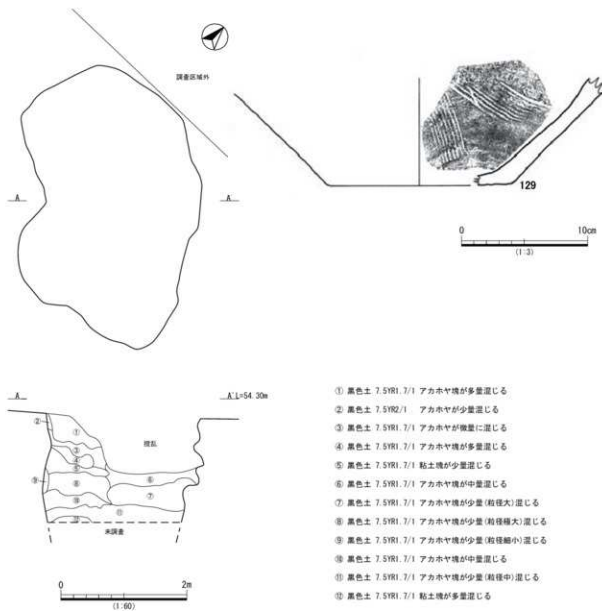 調査区域外
A
A'
129
0
10cm
(1:3)
A
A' L=54.30m
撹乱
②
①
③
④
⑤
⑥
⑦
⑧
⑨
⑩
⑪
⑫
未調査
0
2m
(1:60)
① 黒色土 7.5YR1.7/1 アカホヤ塊が多量混じる
② 黒色土 7.5YR2/1 アカホヤが少量混じる
③ 黒色土 7.5YR1.7/1 アカホヤが微量に混じる
④ 黒色土 7.5YR1.7/1 アカホヤ塊が多量混じる
⑤ 黒色土 7.5YR1.7/1 粘土塊が少量混じる
⑥ 黒色土 7.5YR1.7/1 アカホヤ塊が中量混じる
⑦ 黒色土 7.5YR1.7/1 アカホヤ塊が少量(粒径大)混じる
⑧ 黒色土 7.5YR1.7/1 アカホヤ塊が少量(粒径極大)混じる
⑨ 黒色土 7.5YR1.7/1 アカホヤ塊が少量(粒径細小)混じる
⑩ 黒色土 7.5YR1.7/1 アカホヤ塊が中量混じる
⑪ 黒色土 7.5YR1.7/1 アカホヤ塊が少量(粒径中)混じる
⑫ 黒色土 7.5YR1.7/1 粘土塊が多量混じる